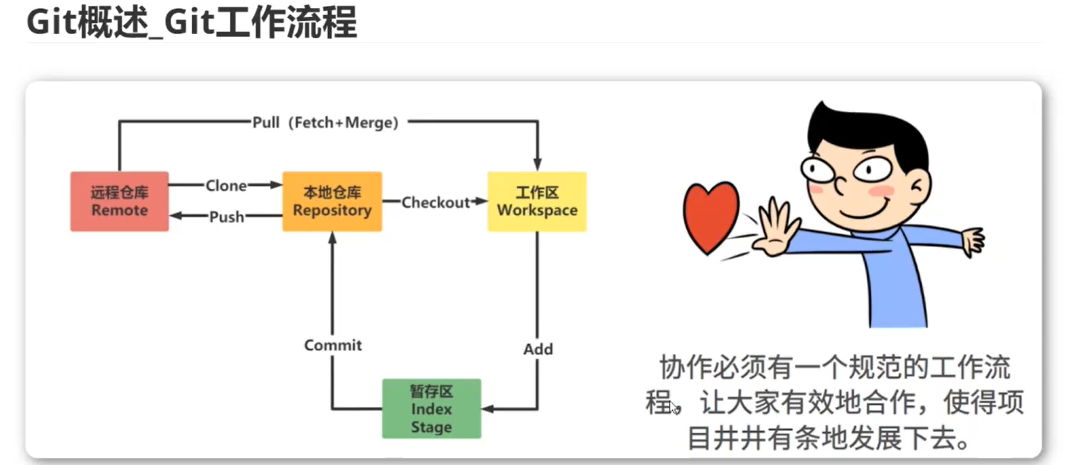 Git概述_Git工作流程
Pull（Fetch+Merge）
远程仓库
Remote
Clone
Push
本地仓库
Repository
Checkout
工作区
Workspace
Commit
Add
暂存区
Index
Stage
协作必须有一个规范的工作流
程，让大家有效地合作，使得项
目井井有条地发展下去。